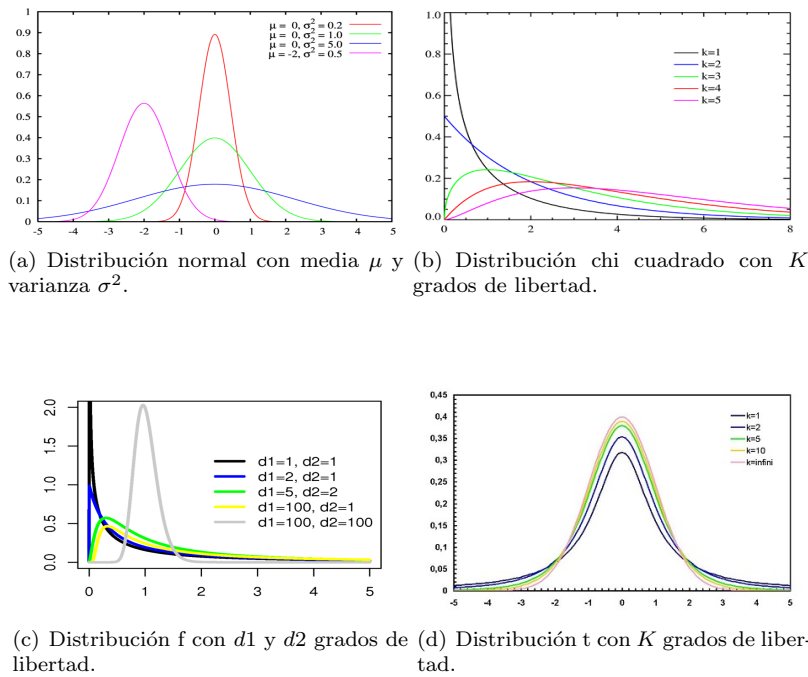 μ = 0, σ² = 0.2
μ = 0, σ² = 1.0
μ = 0, σ² = 5.0
μ = -2, σ² = 0.5
1
0.9
0.8
0.7
0.6
0.5
0.4
0.3
0.2
0.1
0
-5 -4 -3 -2 -1 0 1 2 3 4 5
1.0
0.8
0.6
0.4
0.2
0.0
k=1
k=2
k=3
k=4
k=5
0 2 4 6 8
(a) Distribución normal con media μ y
varianza σ².
(b) Distribución chi cuadrado con K
grados de libertad.
2.0
1.5
1.0
0.5
0.0
d1=1, d2=1
d1=2, d2=1
d1=5, d2=2
d1=100, d2=1
d1=100, d2=100
0 1 2 3 4 5
0,45
0,4
0,35
0,3
0,25
0,2
0,15
0,1
0,05
0
k=1
k=2
k=5
k=10
k=infini
-5 -4 -3 -2 -1 0 1 2 3 4 5
(c) Distribución f con d1 y d2 grados de
libertad.
(d) Distribución t con K grados de liber-
tad.